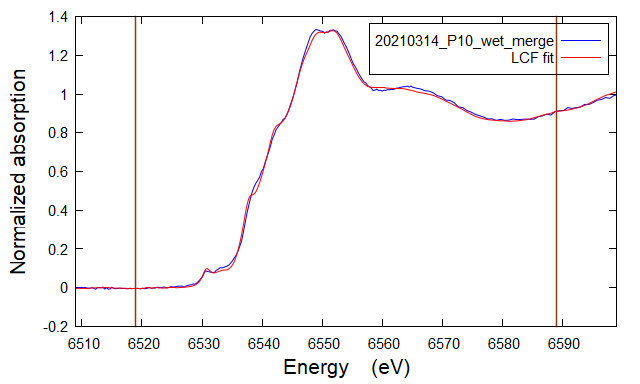 1.4
1.2
1
0.8
0.6
0.4
0.2
0
-0.2
Normalized absorption
20210314_P10_wet_merge
LCF fit
6510 6520 6530 6540 6550 6560 6570 6580 6590
Energy (eV)